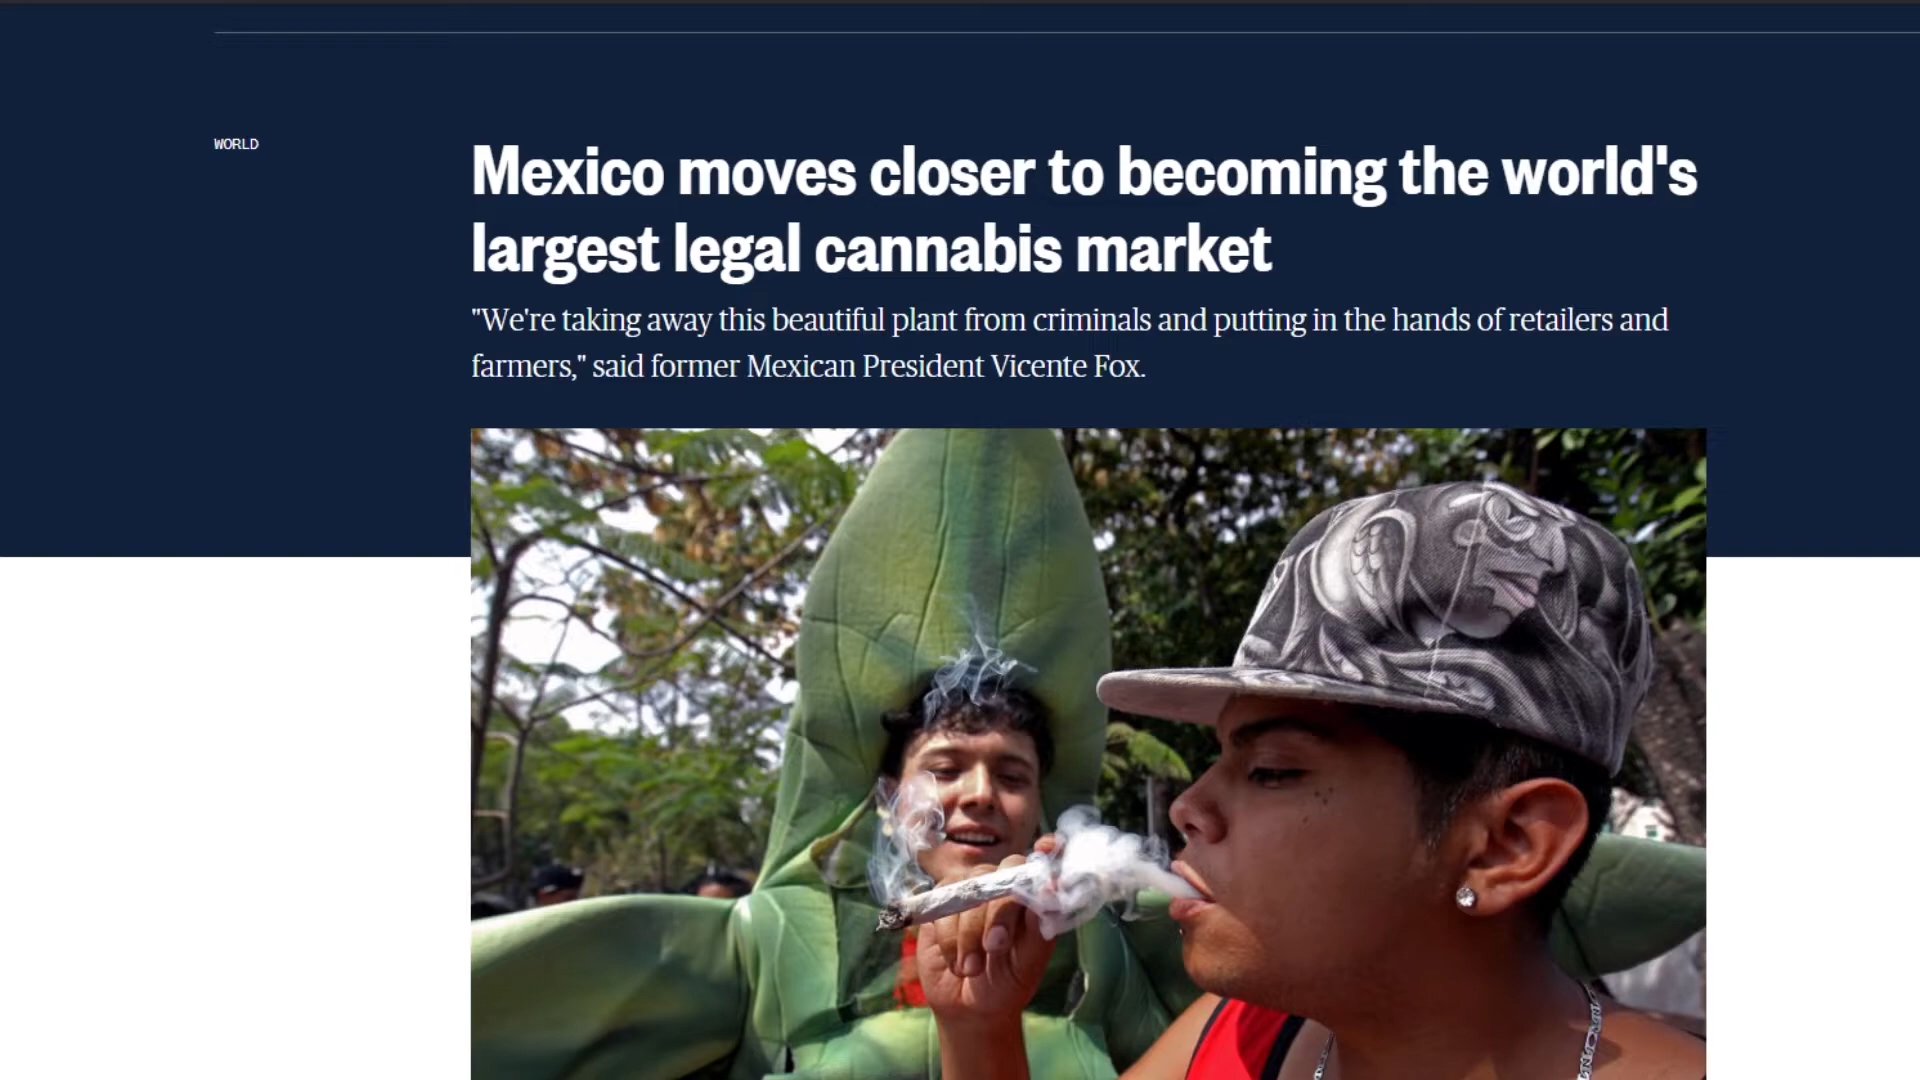 WORLD
Mexico moves closer to becoming the world's
largest legal cannabis market
"We're taking away this beautiful plant from criminals and putting in the hands of retailers and
farmers," said former Mexican President Vicente Fox.